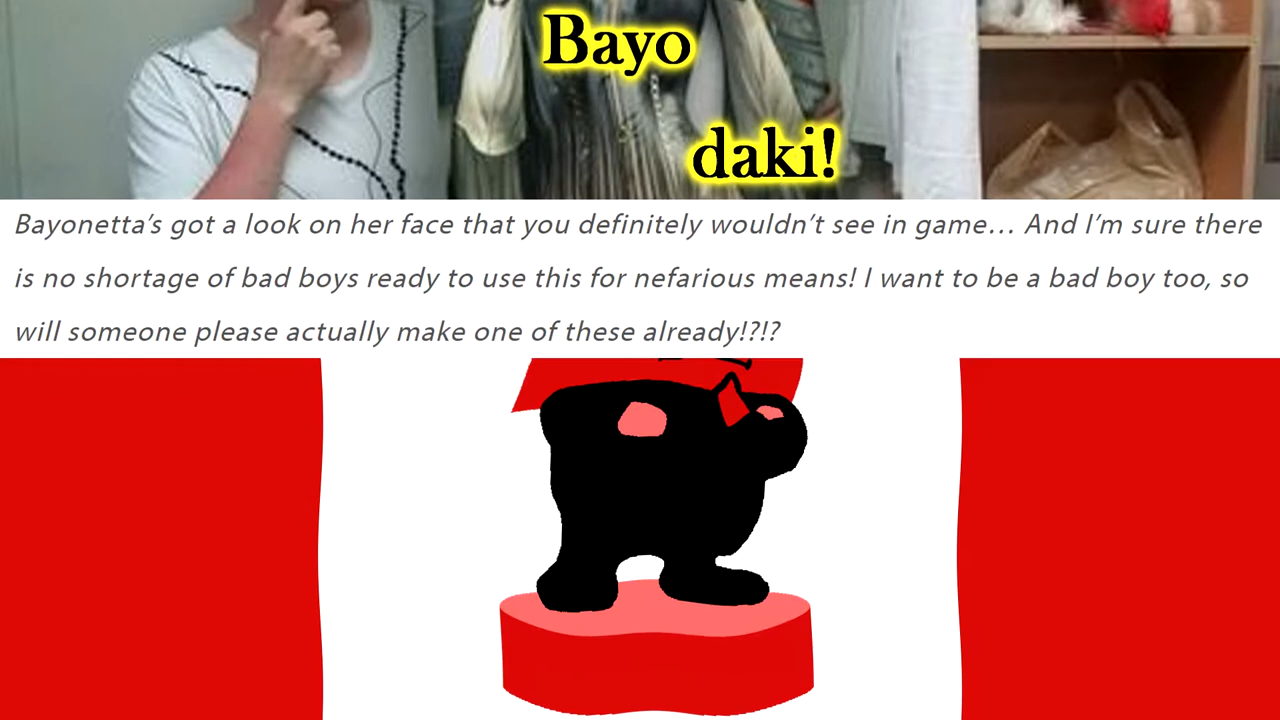 Bayo
daki!
Bayonetta’s got a look on her face that you definitely wouldn’t see in game… And I’m sure there
is no shortage of bad boys ready to use this for nefarious means! I want to be a bad boy too, so
will someone please actually make one of these already!?!?